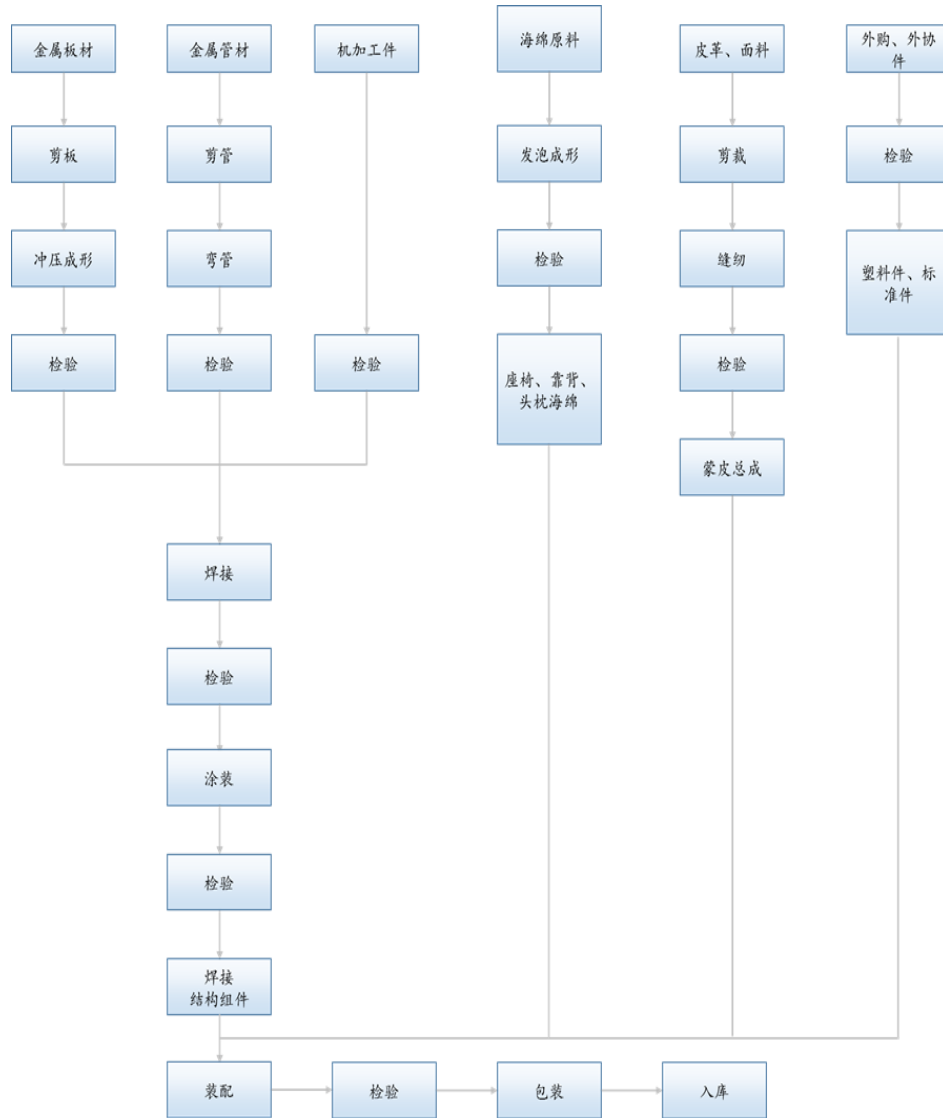 金属板材
金属管材
机加工件
海绵原料
皮革、面料
外购、外协
件
剪板
剪管
发泡成形
剪裁
检验
冲压成形
弯管
检验
缝纫
塑料件、标
准件
检验
检验
检验
座椅、靠背、
头枕海绵
检验
蒙皮总成
焊接
检验
涂装
检验
焊接
结构组件
装配
检验
包装
入库